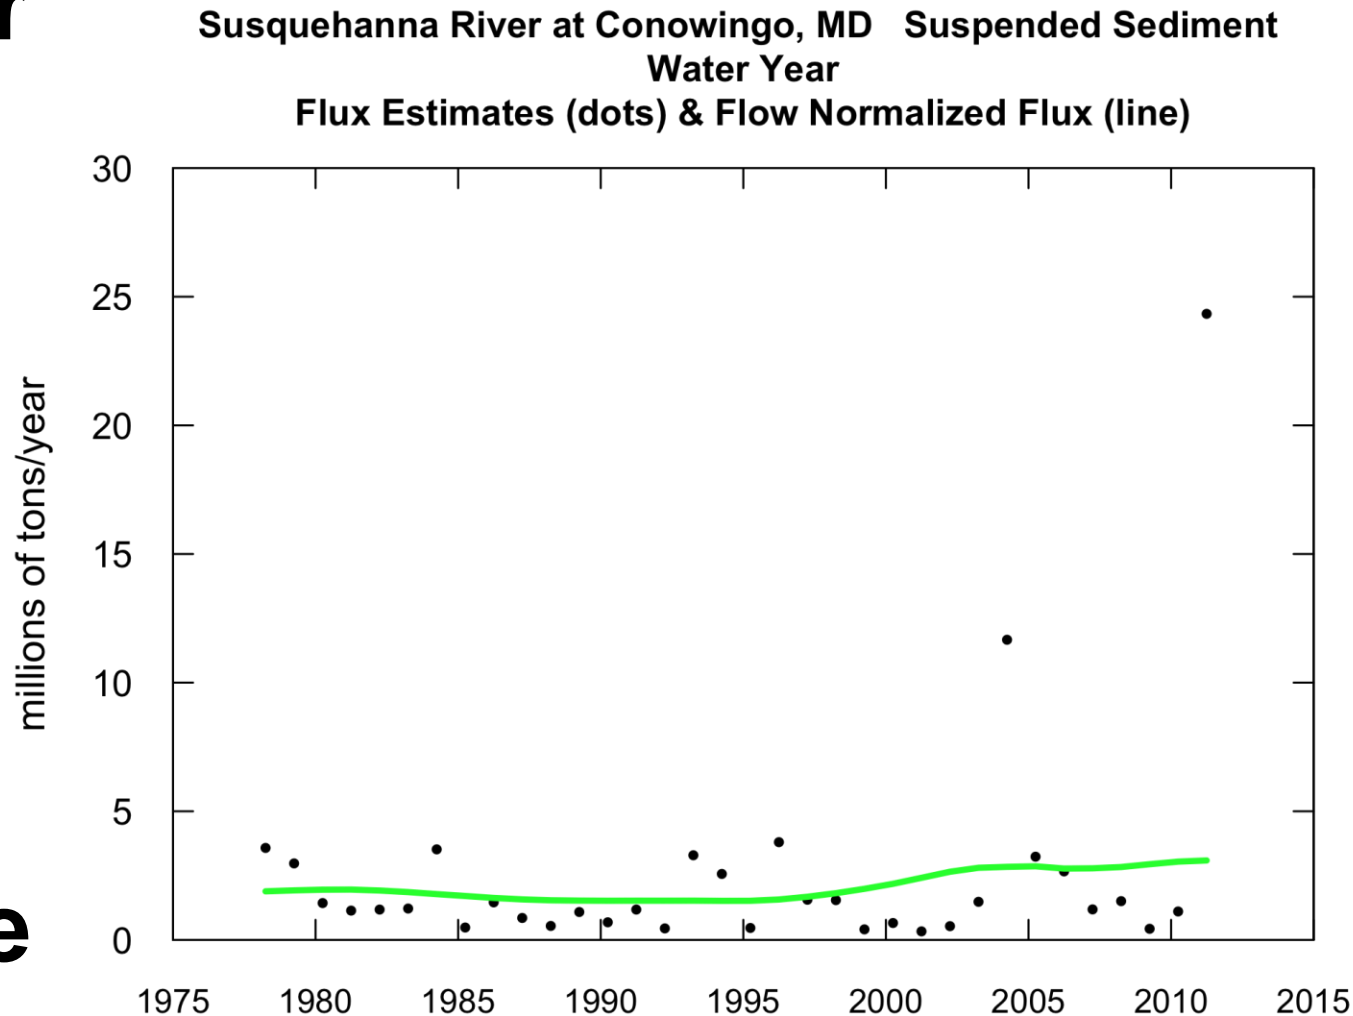 r
Susquehanna River at Conowingo, MD Suspended Sediment
Water Year
Flux Estimates (dots) & Flow Normalized Flux (line)
30
25
20
15
10
5
0
millions of tons/year
e
1975 1980 1985 1990 1995 2000 2005 2010 2015